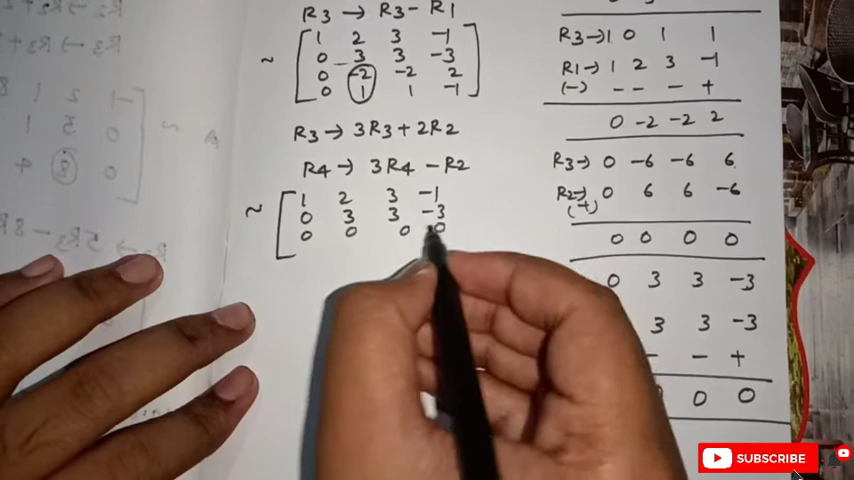 R3 → R3 - R1
1 2 3 -1
~ 0 3 3 -3
0 -2 -2 2
0 1 1 -1
R3 → 3R3 + 2R2
R4 → 3R4 - R2
1 2 3 -1
~ 0 3 3 -3
0 0 0 0
R3→ 1 0 1 1
R1→ 1 2 3 -1
(-) - - - +
0 -2 -2 2
R3→ 0 -6 -6 6
R2→ 0 6 6 -6
(+)
0 0 0 0
0 3 3 -3
3 3 -3
- - +
0 0
SUBSCRIBE